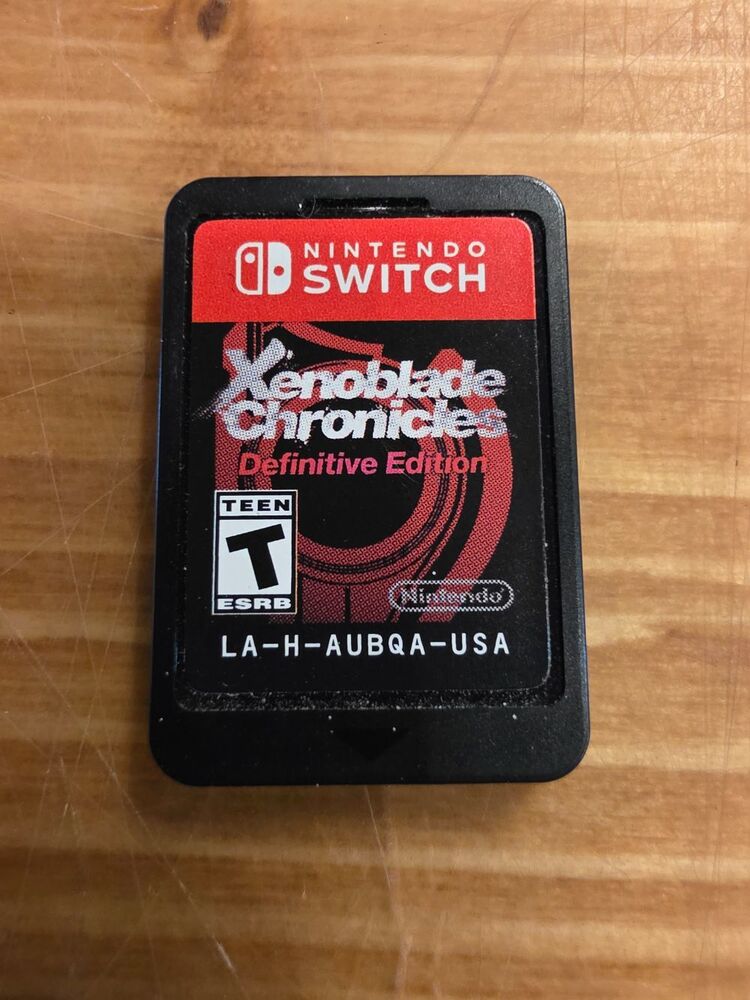 NINTENDO
SWITCH
Xenoblade
Chronicles
Definitive Edition
TEEN
T
ESRB
Nintendo
LA-H-AUBQA-USA